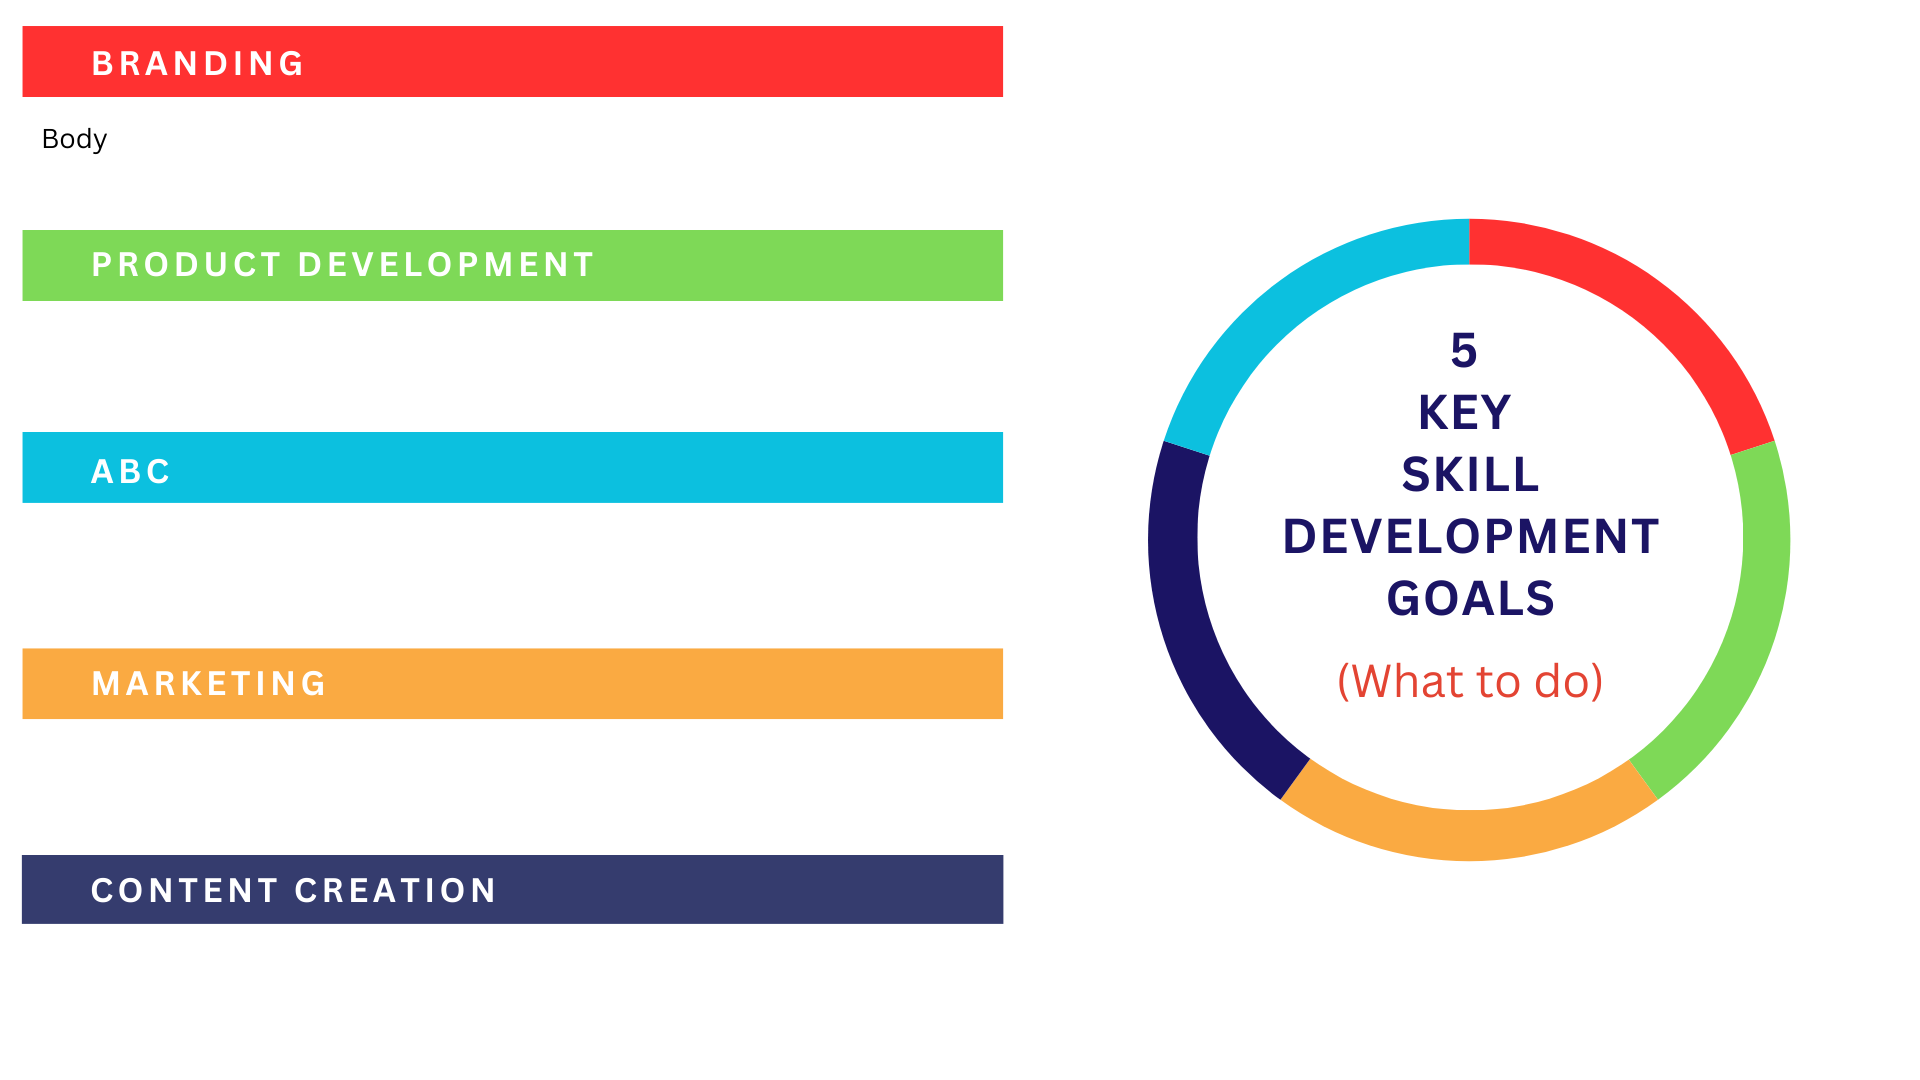 BRANDING
Body
PRODUCT DEVELOPMENT
ABC
MARKETING
CONTENT CREATION
5
KEY
SKILL
DEVELOPMENT
GOALS
(What to do)